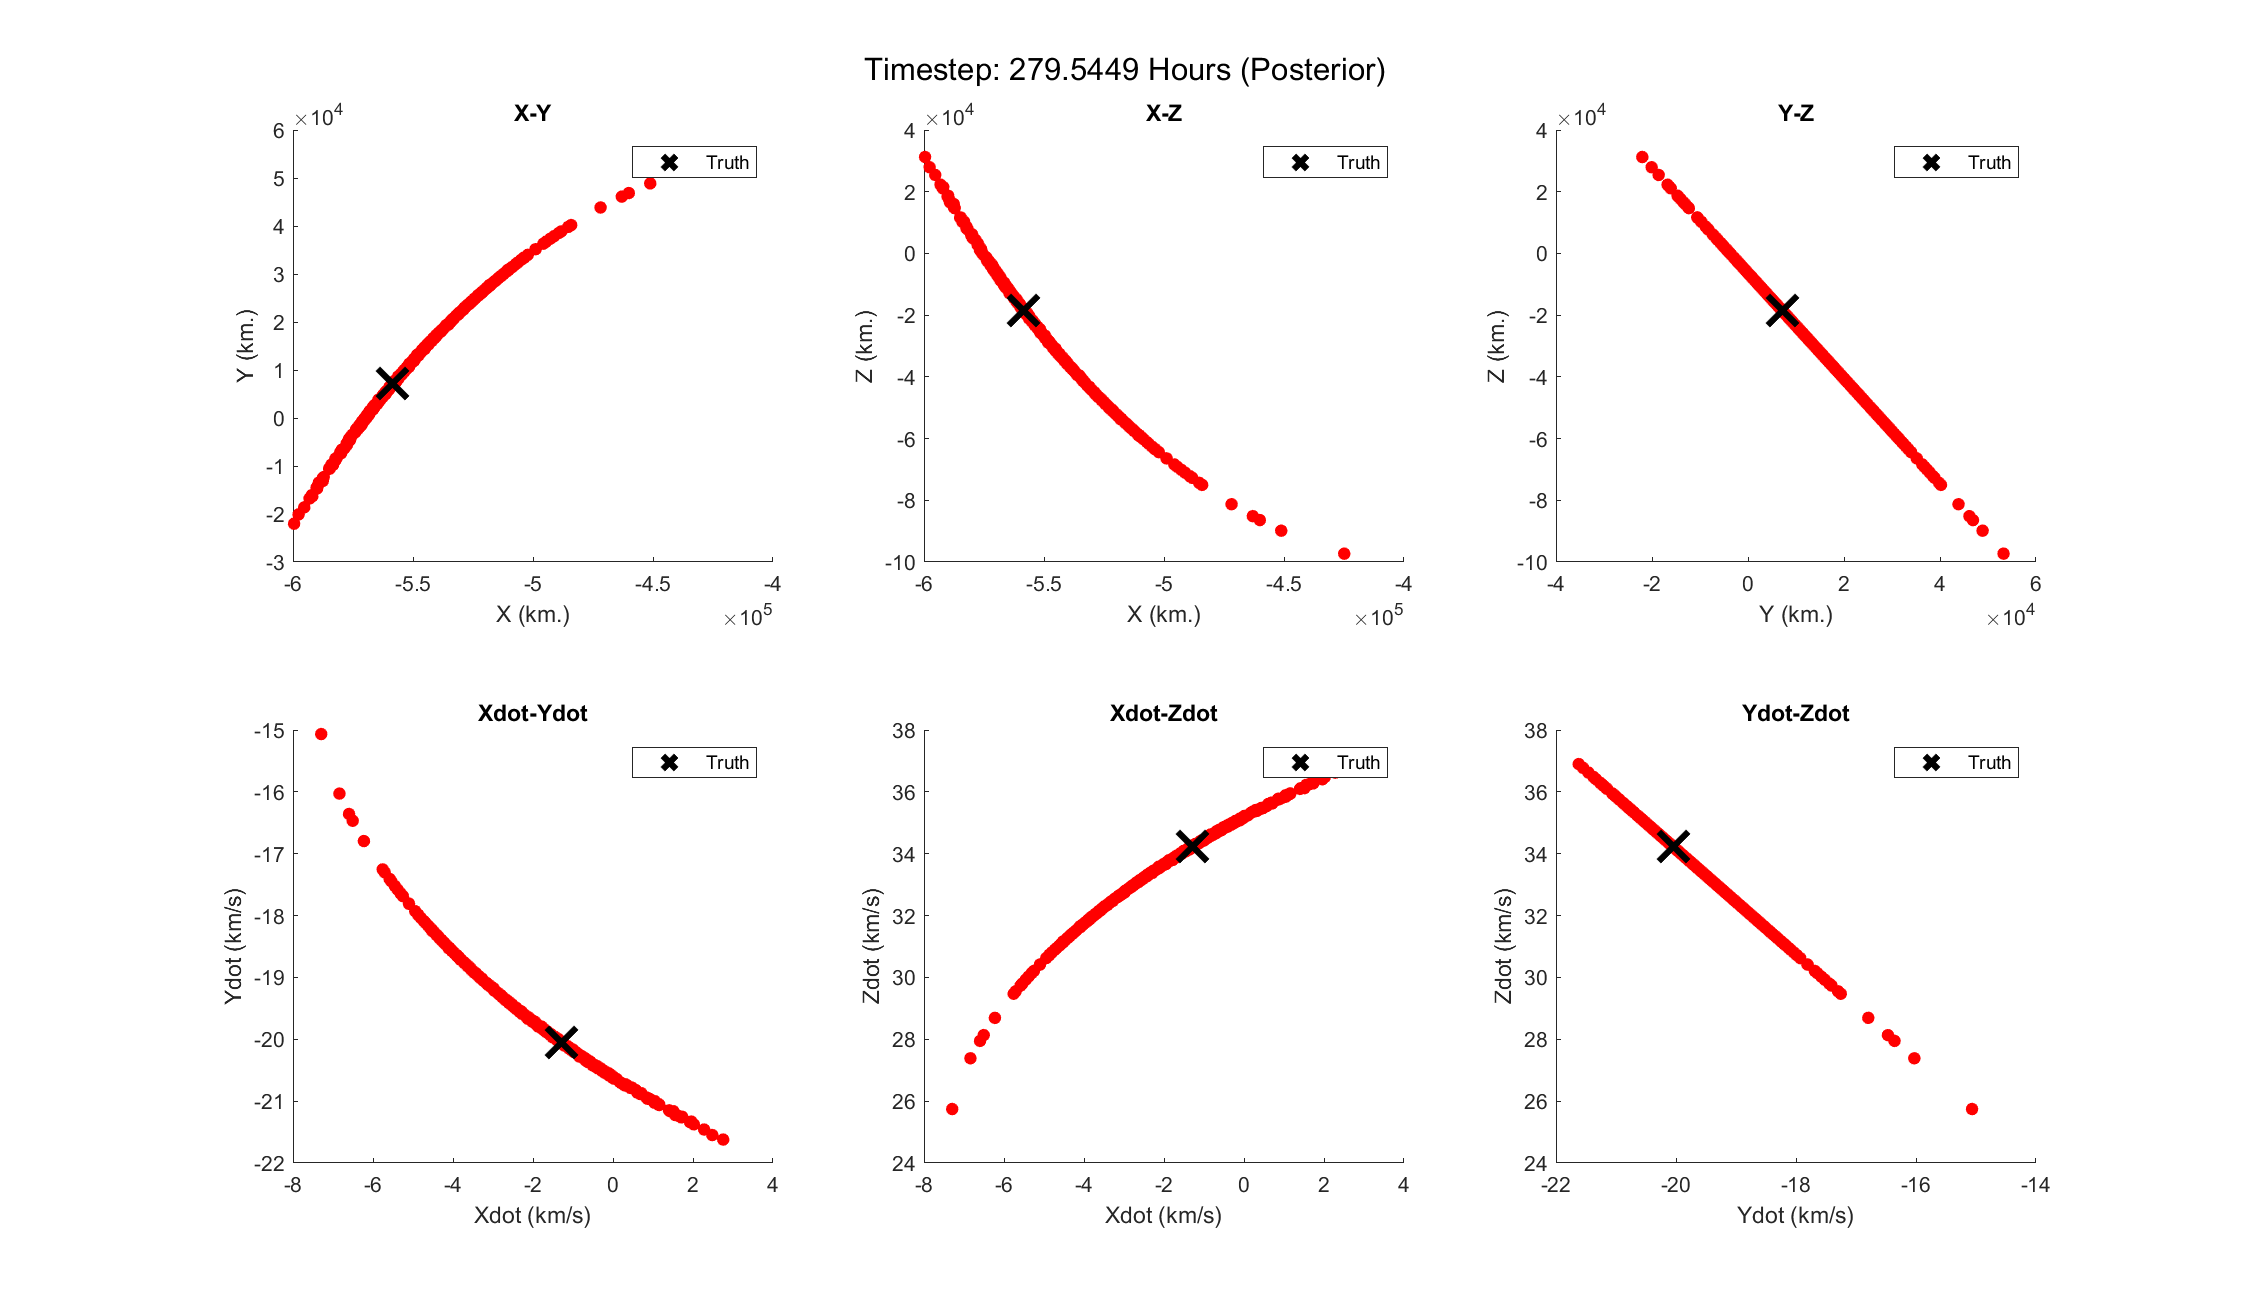 Timestep: 279.5449 Hours (Posterior)
X-Y
×10^4
6
5
4
3
2
1
0
-1
-2
-3
Y (km.)
Truth
-6 -5.5 -5 -4.5 -4
X (km.)
×10^5
X-Z
×10^4
4
2
0
-2
-4
-6
-8
-10
Z (km.)
Truth
-6 -5.5 -5 -4.5 -4
X (km.)
×10^5
Y-Z
×10^4
4
2
0
-2
-4
-6
-8
-10
Z (km.)
Truth
-4 -2 0 2 4 6
Y (km.)
×10^4
Xdot-Ydot
-15
-16
-17
-18
-19
-20
-21
-22
Ydot (km/s)
Truth
-8 -6 -4 -2 0 2 4
Xdot (km/s)
Xdot-Zdot
38
36
34
32
30
28
26
24
Zdot (km/s)
Truth
-8 -6 -4 -2 0 2 4
Xdot (km/s)
Ydot-Zdot
38
36
34
32
30
28
26
24
Zdot (km/s)
Truth
-22 -20 -18 -16 -14
Ydot (km/s)